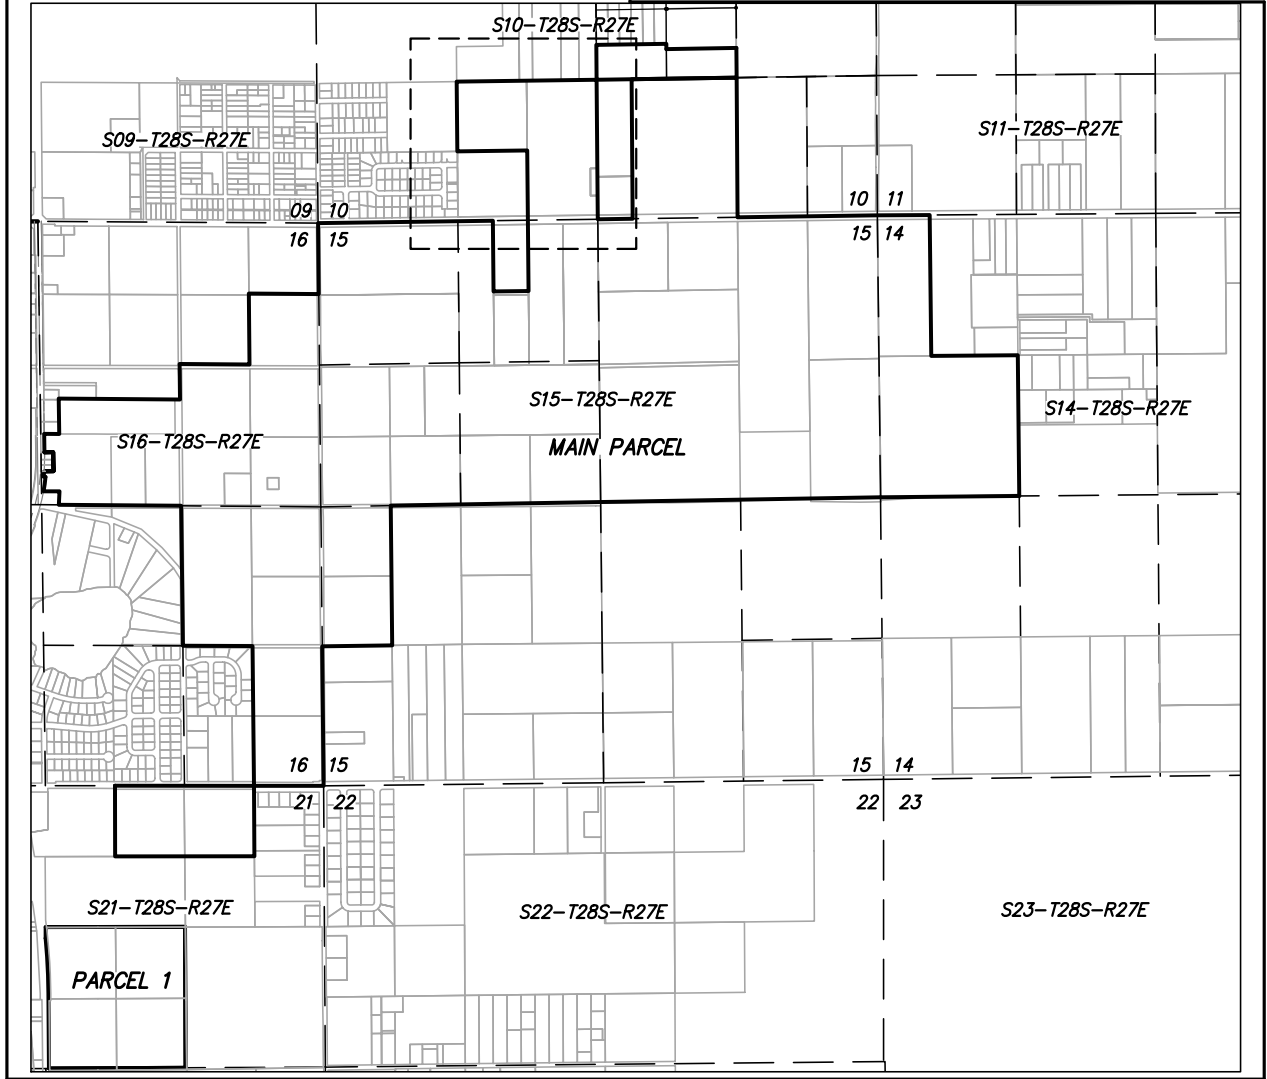 S10-T28S-R27E
S09-T28S-R27E
S11-T28S-R27E
09 10
10 11
16 15
15 14
S15-T28S-R27E
S14-T28S-R27E
S16-T28S-R27E
MAIN PARCEL
16 15
15 14
21 22
22 23
S21-T28S-R27E
S22-T28S-R27E
S23-T28S-R27E
PARCEL 1